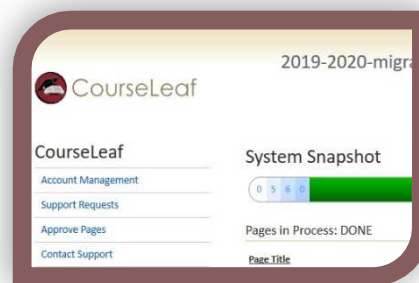 2019-2020-migra
CourseLeaf
CourseLeaf
Account Management
Support Requests
Approve Pages
Contact Support
System Snapshot
0 5 6 0
Pages in Process: DONE
Page Title